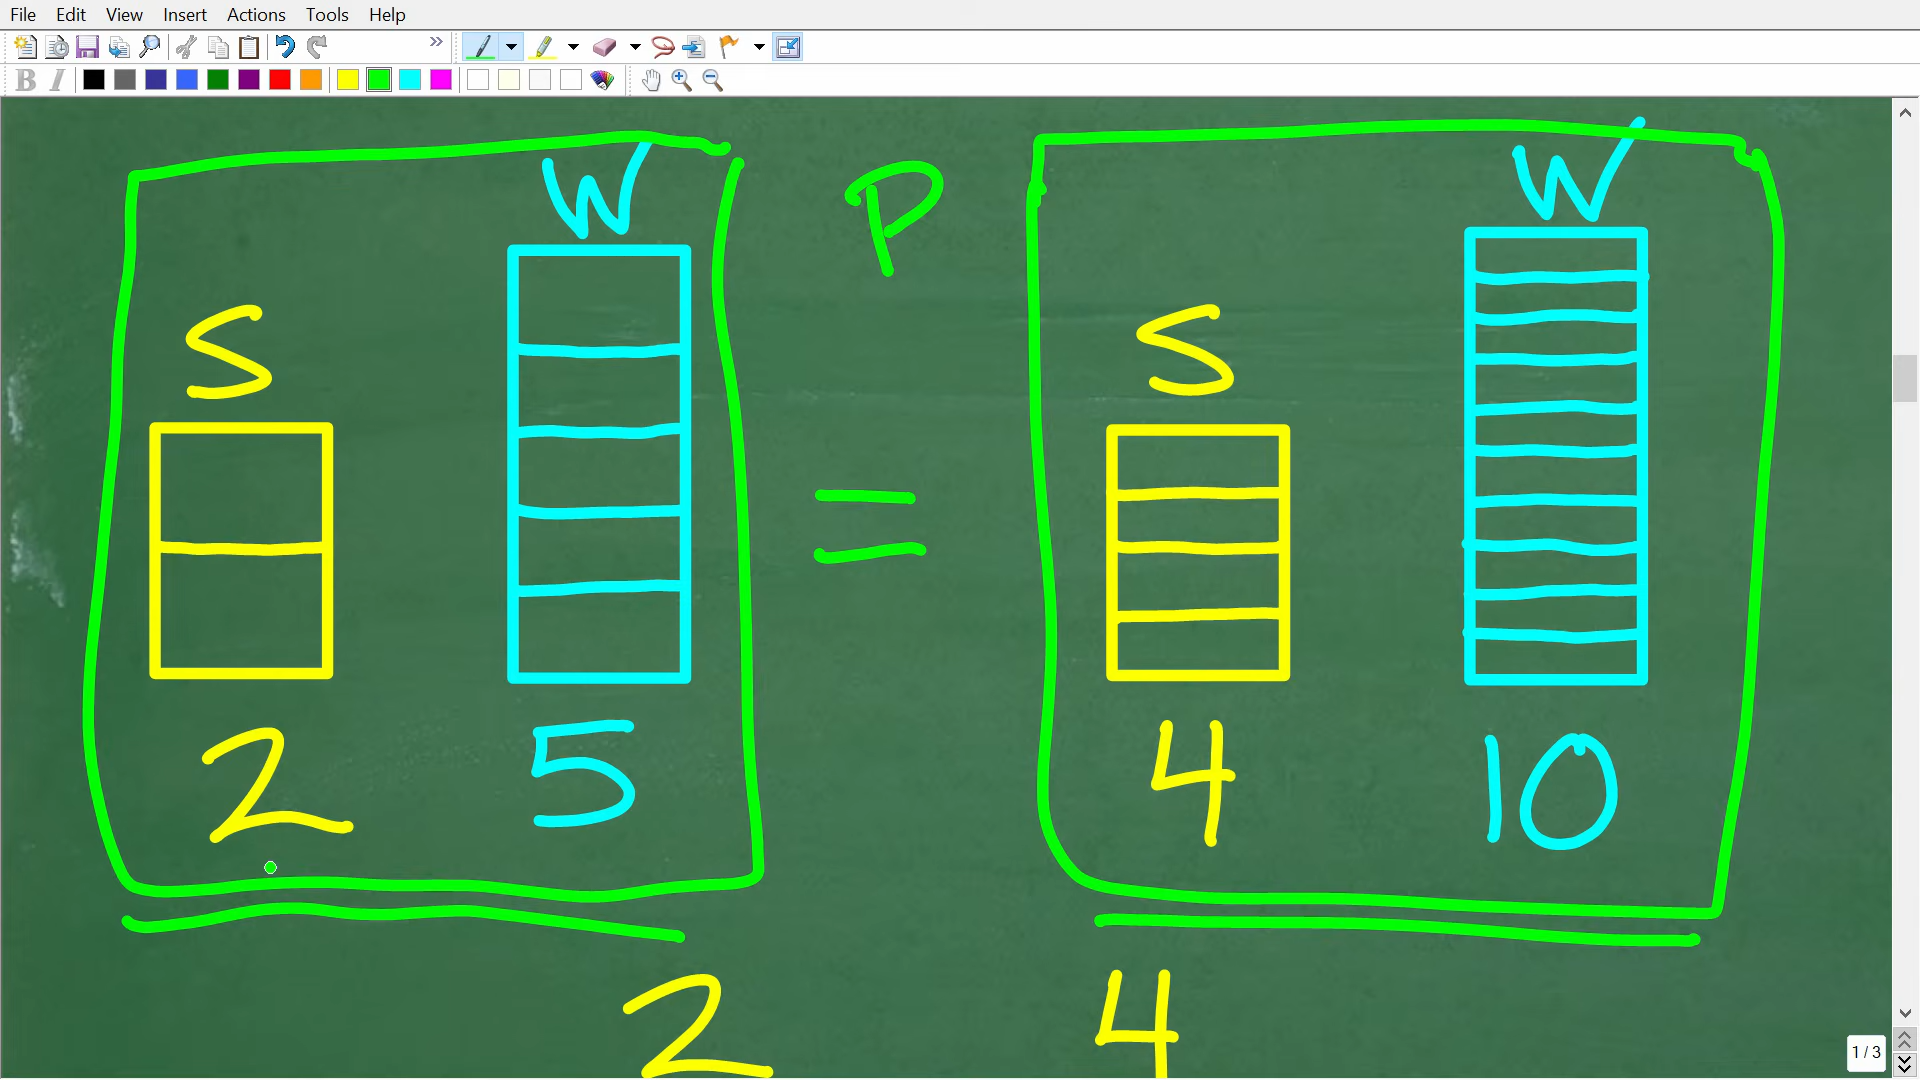 File Edit View Insert Actions Tools Help
B I
W P W
S S
=
2 5 4 10
2 4
1 / 3